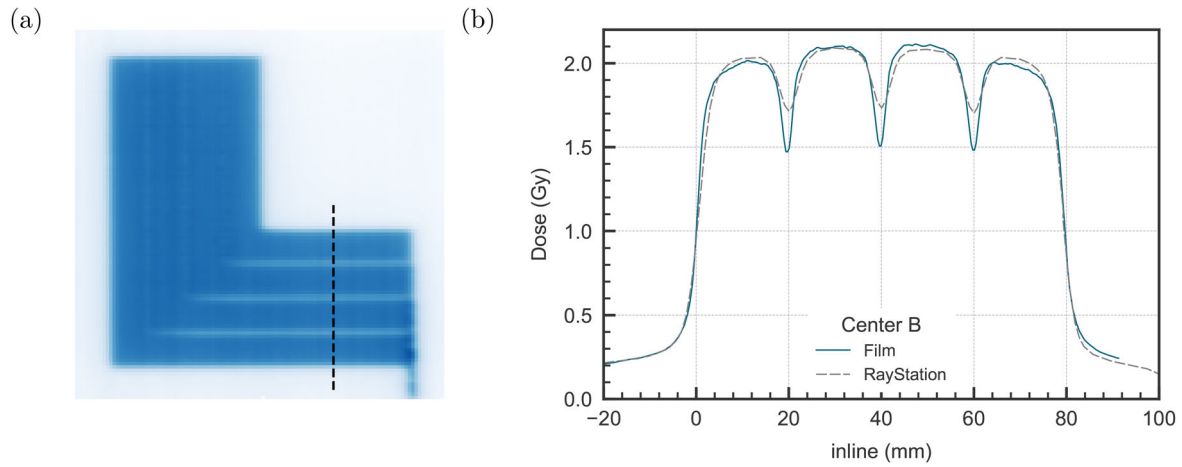 (a)
(b)
Dose (Gy)
2.0
1.5
1.0
0.5
0.0
Center B
Film
RayStation
−20 0 20 40 60 80 100
inline (mm)